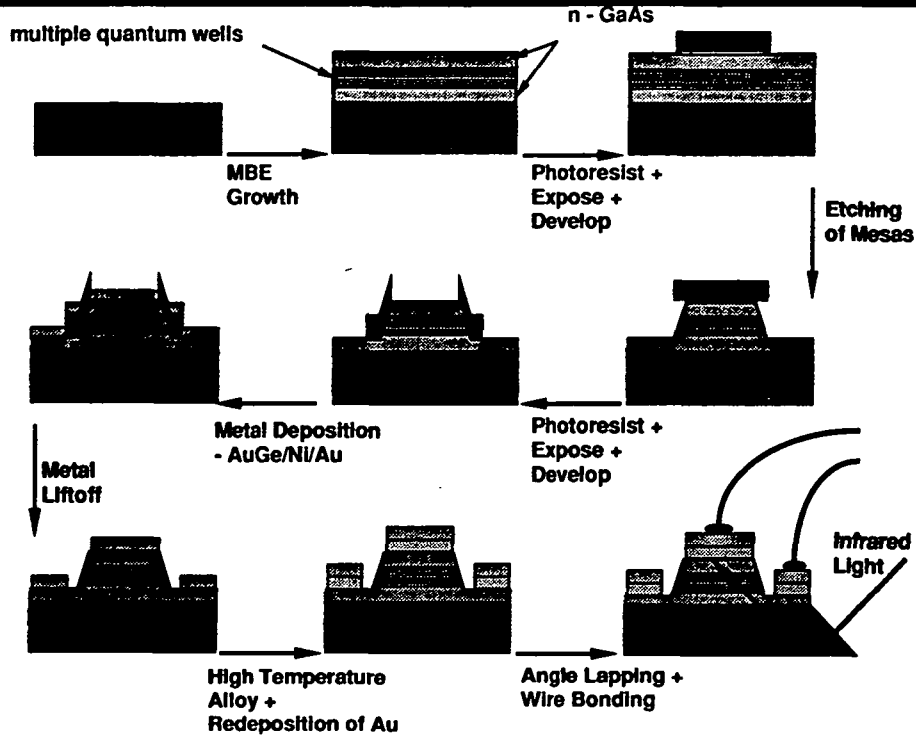 n - GaAs
multiple quantum wells
MBE
Growth
Photoresist +
Expose +
Develop
Etching
of Mesas
Photoresist +
Expose +
Develop
Metal Deposition
- AuGe/Ni/Au
Metal
Liftoff
High Temperature
Alloy +
Redeposition of Au
Angle Lapping +
Wire Bonding
Infrared
Light